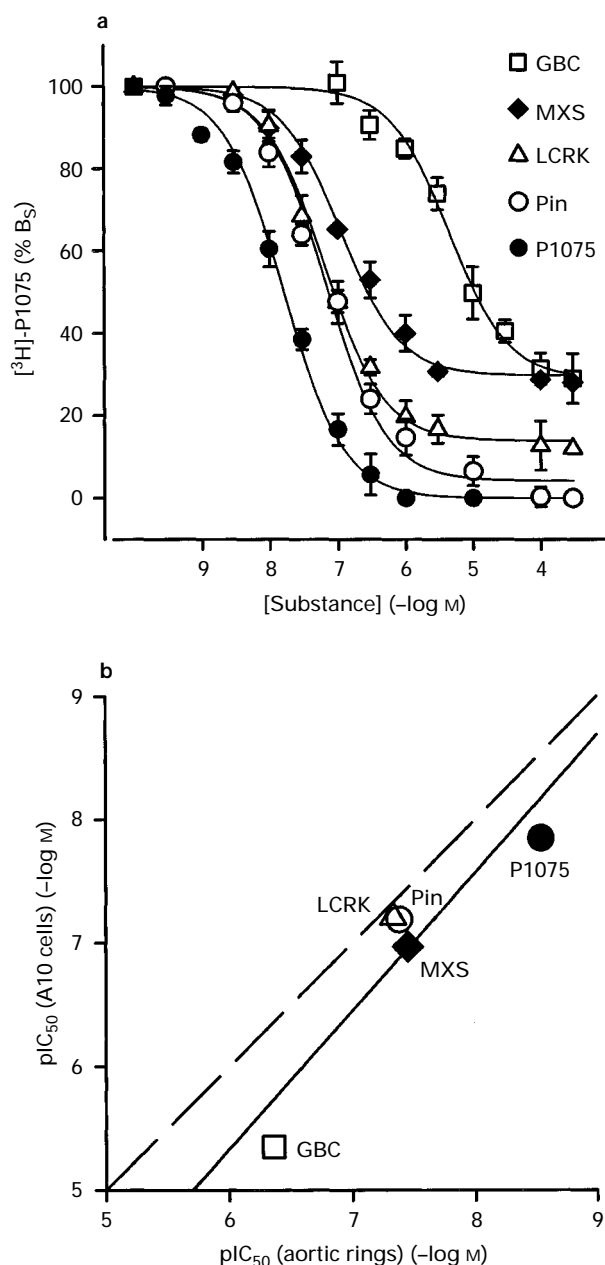 a
[³H]-P1075 (% B_S)
100
80
60
40
20
0
9 8 7 6 5 4
[Substance] (–log M)
GBC
MXS
LCRK
Pin
P1075
b
pIC₅₀ (A10 cells) (–log M)
9
8
7
6
5
5 6 7 8 9
pIC₅₀ (aortic rings) (–log M)
P1075
LCRK
Pin
MXS
GBC